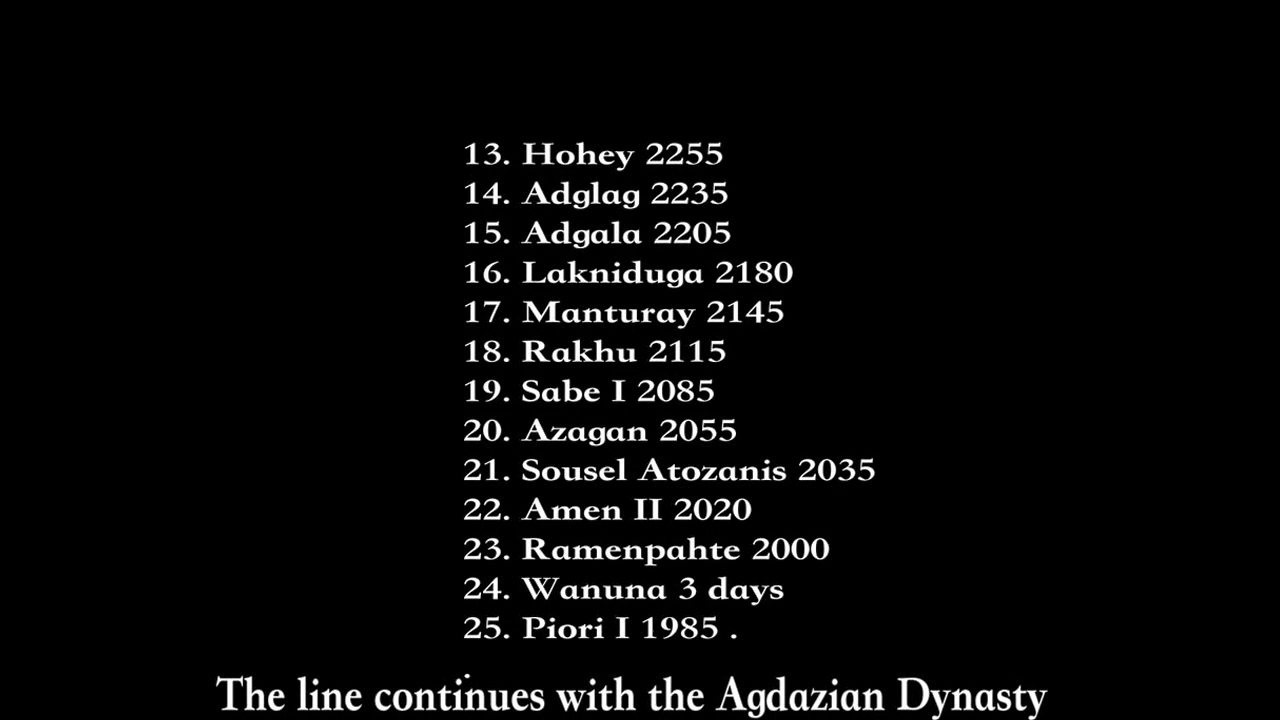 13. Hohey 2255
14. Adglag 2235
15. Adgala 2205
16. Lakniduga 2180
17. Manturay 2145
18. Rakhu 2115
19. Sabe I 2085
20. Azagan 2055
21. Sousel Atozanis 2035
22. Amen II 2020
23. Ramenpahte 2000
24. Wanuna 3 days
25. Piori I 1985 .
The line continues with the Agdazian Dynasty